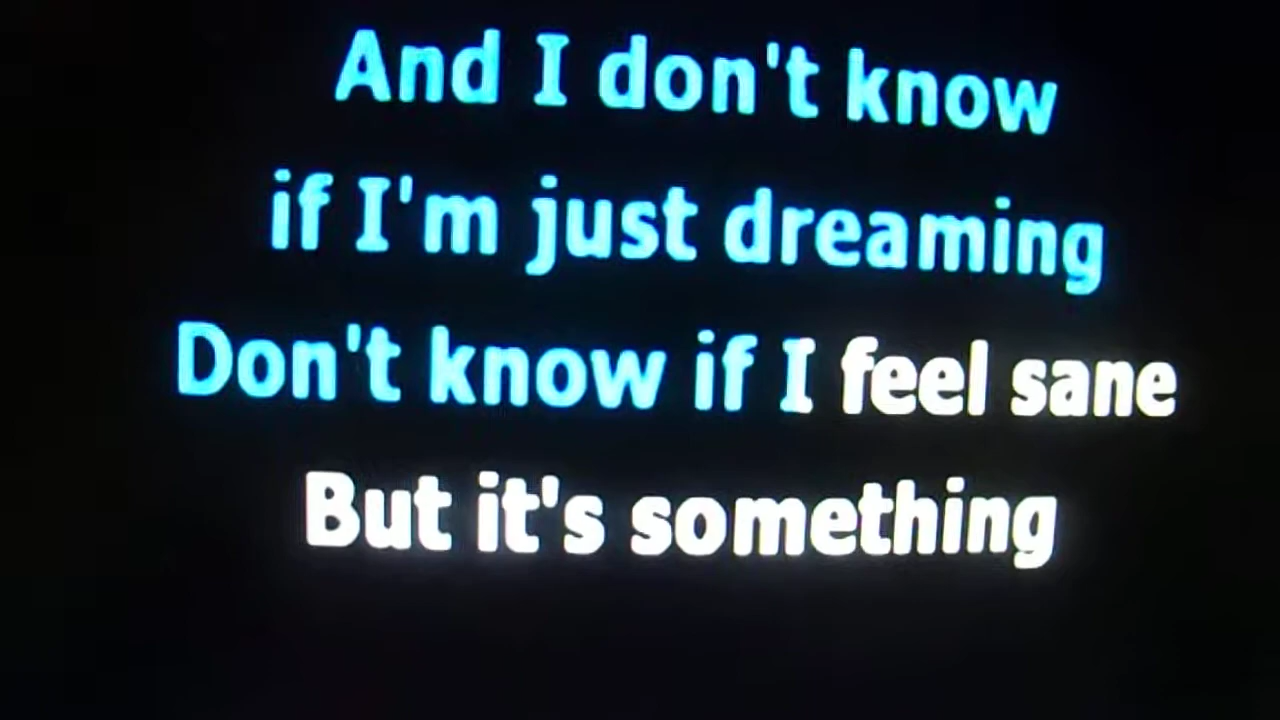 And I don't know
if I'm just dreaming
Don't know if I feel sane
But it's something